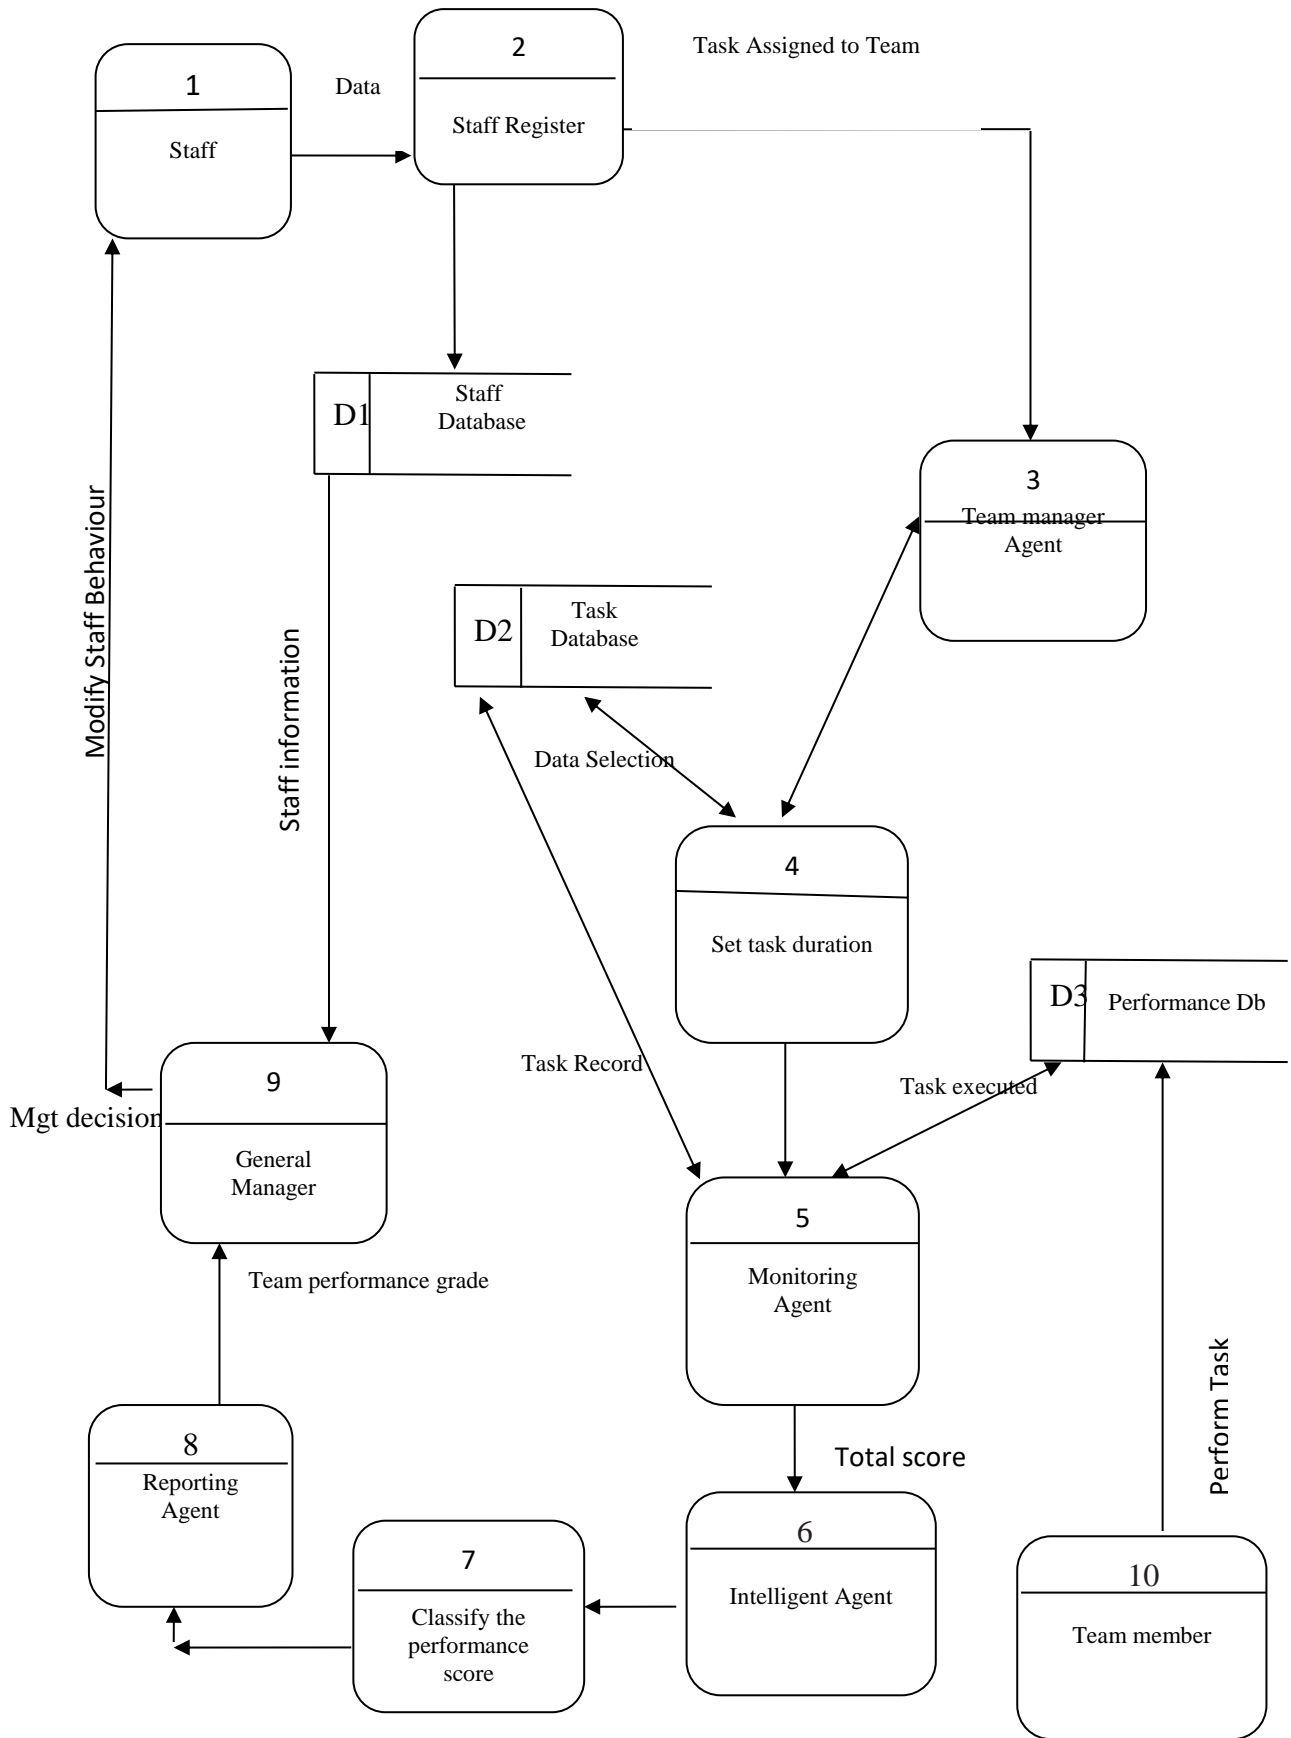 1
Staff
Data
2
Staff Register
Task Assigned to Team
D1
Staff
Database
3
Team manager
Agent
Modify Staff Behaviour
Staff information
D2
Task
Database
Data Selection
4
Set task duration
D3
Performance Db
Task Record
Task executed
9
General
Manager
Mgt decision
5
Monitoring
Agent
Team performance grade
Perform Task
8
Reporting
Agent
Total score
6
Intelligent Agent
7
Classify the
performance
score
10
Team member